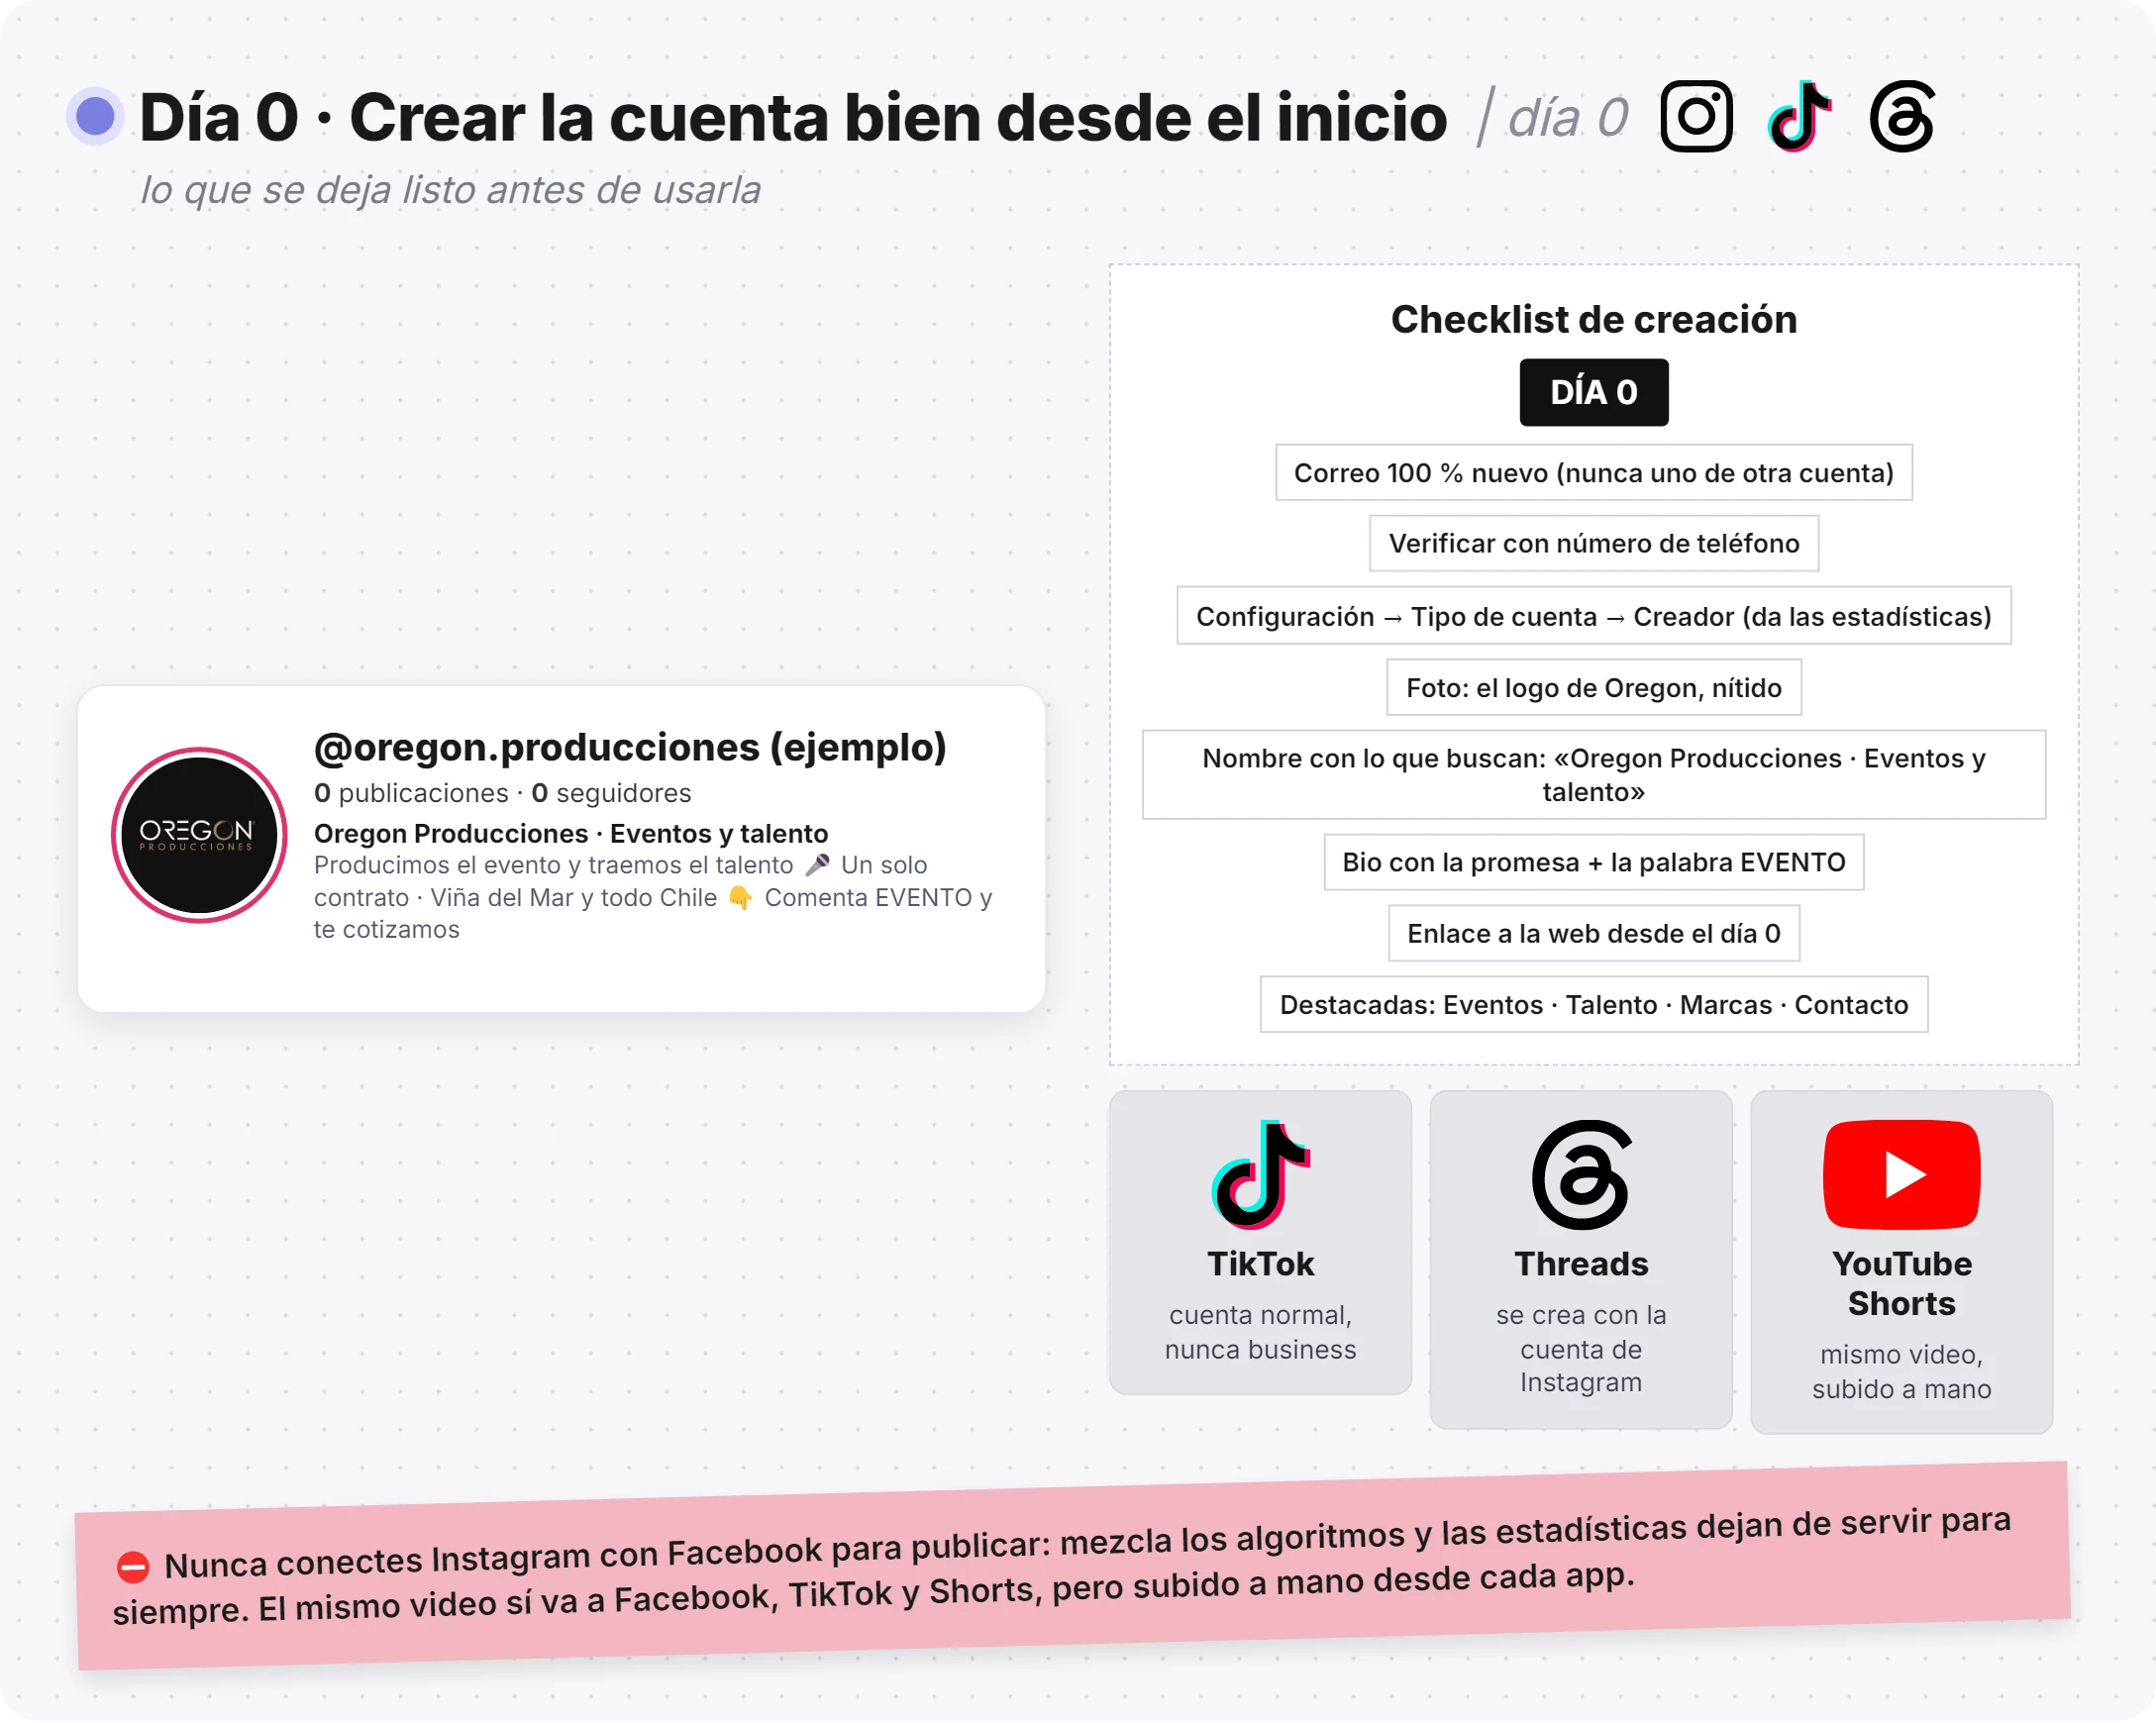 Día 0 · Crear la cuenta bien desde el inicio / día 0
lo que se deja listo antes de usarla
OREGON
PRODUCCIONES
@oregon.producciones (ejemplo)
0 publicaciones · 0 seguidores
Oregon Producciones · Eventos y talento
Producimos el evento y traemos el talento 🎤 Un solo
contrato · Viña del Mar y todo Chile 👇 Comenta EVENTO y
te cotizamos
Checklist de creación
DÍA 0
Correo 100 % nuevo (nunca uno de otra cuenta)
Verificar con número de teléfono
Configuración → Tipo de cuenta → Creador (da las estadísticas)
Foto: el logo de Oregon, nítido
Nombre con lo que buscan: «Oregon Producciones · Eventos y
talento»
Bio con la promesa + la palabra EVENTO
Enlace a la web desde el día 0
Destacadas: Eventos · Talento · Marcas · Contacto
TikTok
cuenta normal,
nunca business
Threads
se crea con la
cuenta de
Instagram
YouTube
Shorts
mismo video,
subido a mano
⛔ Nunca conectes Instagram con Facebook para publicar: mezcla los algoritmos y las estadísticas dejan de servir para
siempre. El mismo video sí va a Facebook, TikTok y Shorts, pero subido a mano desde cada app.